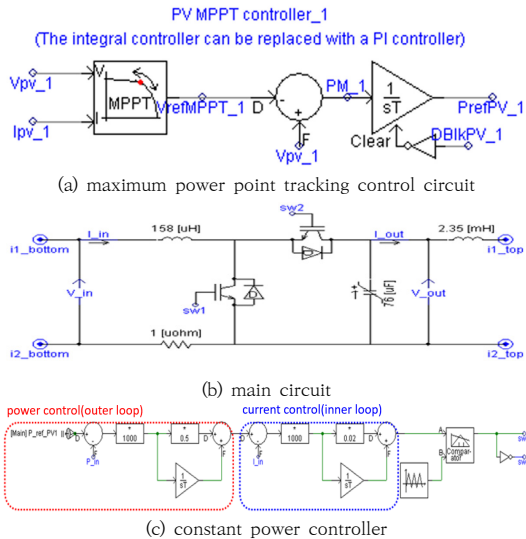 PV MPPT controller_1
(The integral controller can be replaced with a PI controller)
Vpv_1
V
MPPT
VrefMPPT_1
D
-
+
F
Vpv_1
PM_1
1
sT
Clear
PrefPV_1
DBlkPV_1
Ipv_1
I
(a) maximum power point tracking control circuit
sw2
i1_bottom
I_in
158 [uH]
I_out
2.35 [mH]
i1_top
V_in
sw1
D
D
76 [uF]
V_out
i2_bottom
1 [uohm]
i2_top
(b) main circuit
power control(outer loop)
current control(inner loop)
[Main] P_ref_PV1
D
P_in
*
1000
*
0.5
D
F
1
sT
D
I_in
*
1000
*
0.02
D
F
1
sT
A
B
Compar-
ator
sw
sw
(c) constant power controller